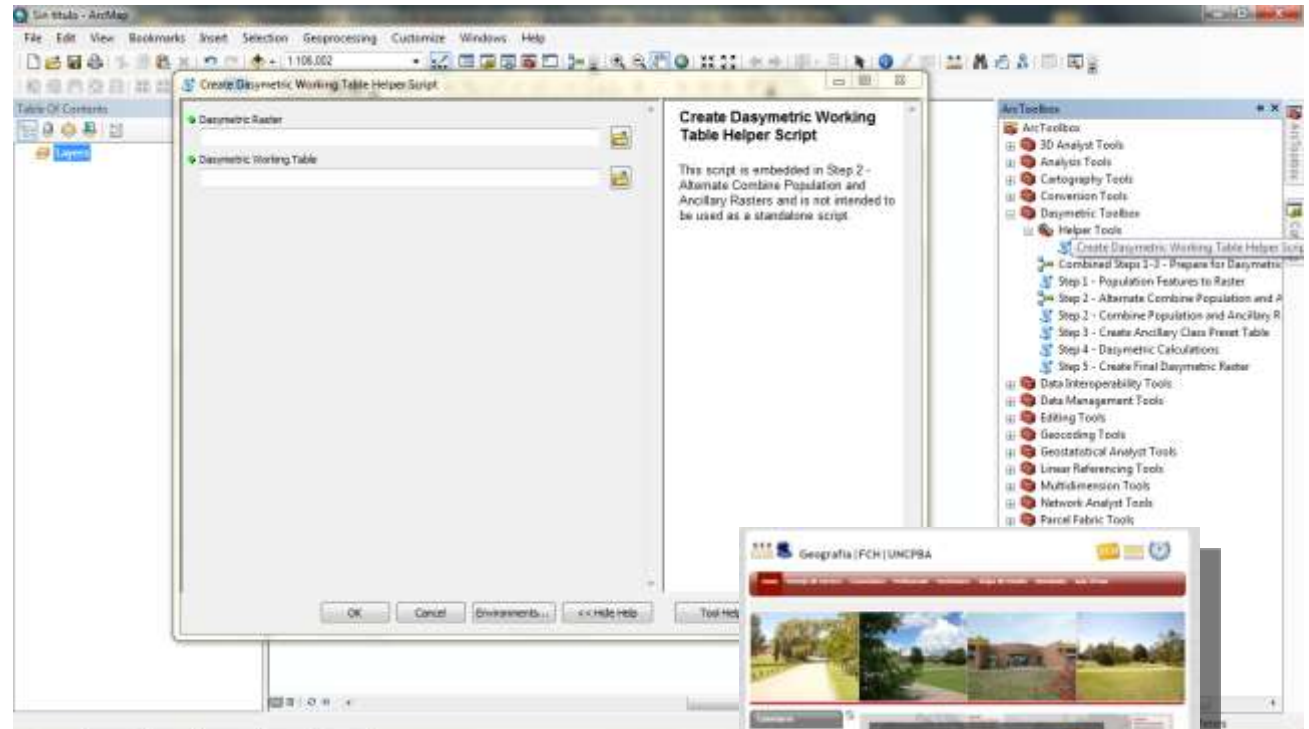 Sin título - ArcMap
File Edit View Bookmarks Insert Selection Geoprocessing Customize Windows Help
1:106,002
Create Dasymetric Working Table Helper Script
Table Of Contents
Layers
Dasymetric Raster
Dasymetric Working Table
Create Dasymetric Working
Table Helper Script
This script is embedded in Step 2 -
Alternate Combine Population and
Ancillary Rasters and is not intended to
be used as a standalone script
OK Cancel Environments... << Hide Help Tool Help
ArcToolbox
ArcToolbox
3D Analyst Tools
Analysis Tools
Cartography Tools
Conversion Tools
Dasymetric Toolbox
Helper Tools
Create Dasymetric Working Table Helper Scrip
Combined Steps 1-3 - Prepare for Dasymetric
Step 1 - Population Features to Raster
Step 2 - Alternate Combine Population and A
Step 2 - Combine Population and Ancillary R
Step 3 - Create Ancillary Class Preset Table
Step 4 - Dasymetric Calculations
Step 5 - Create Final Dasymetric Raster
Data Interoperability Tools
Data Management Tools
Editing Tools
Geocoding Tools
Geostatistical Analyst Tools
Linear Referencing Tools
Multidimension Tools
Network Analyst Tools
Parcel Fabric Tools
ArcToolbox
Geografía | FCH | UNCPBA
FCH